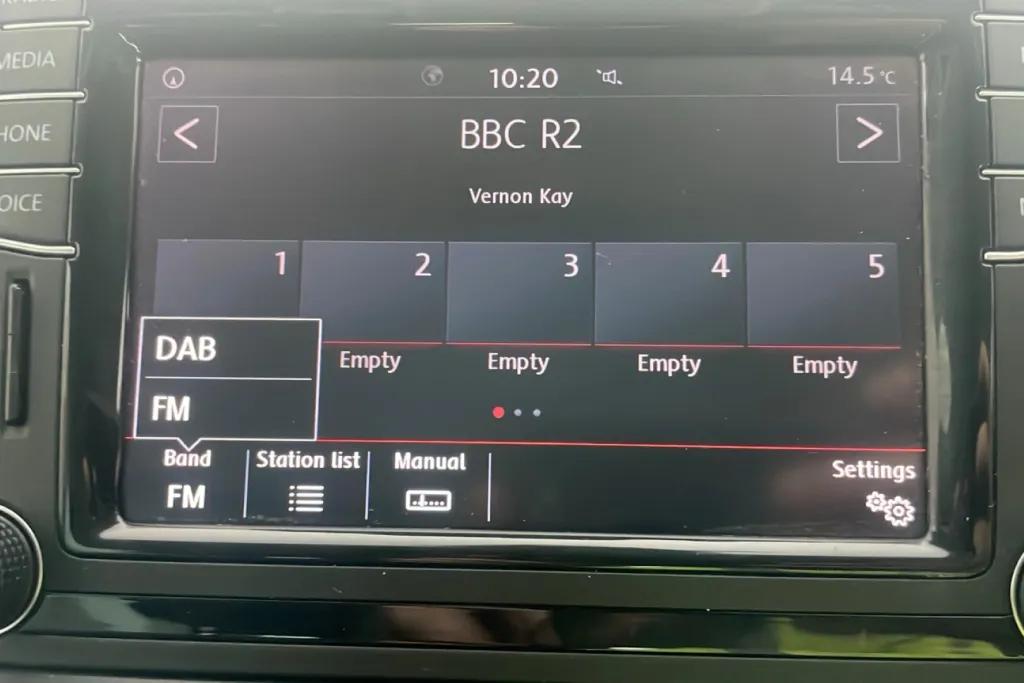 MEDIA
HONE
OICE
10:20
14.5 °C
<
BBC R2
>
Vernon Kay
1
2
3
4
5
DAB
FM
Empty
Empty
Empty
Empty
Band
FM
Station list
Manual
Settings